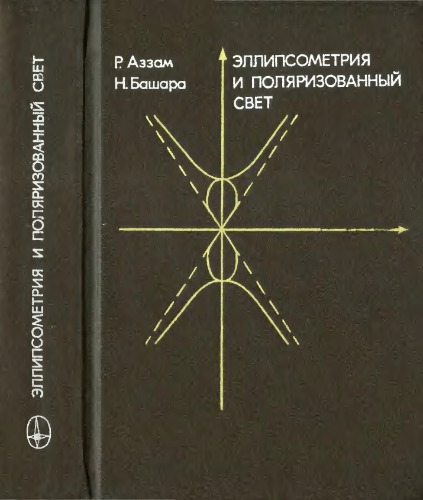 ЭЛЛИПСОМЕТРИЯ И ПОЛЯРИЗОВАННЫЙ СВЕТ
Р. Аззам
Н. Башара
ЭЛЛИПСОМЕТРИЯ
И ПОЛЯРИЗОВАННЫЙ
СВЕТ